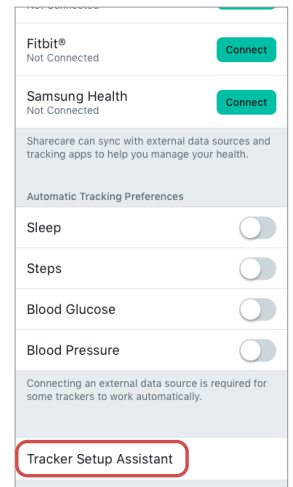 Fitbit®
Not Connected
Connect
Samsung Health
Not Connected
Connect
Sharecare can sync with external data sources and
tracking apps to help you manage your health.
Automatic Tracking Preferences
Sleep
Steps
Blood Glucose
Blood Pressure
Connecting an external data source is required for
some trackers to work automatically.
Tracker Setup Assistant